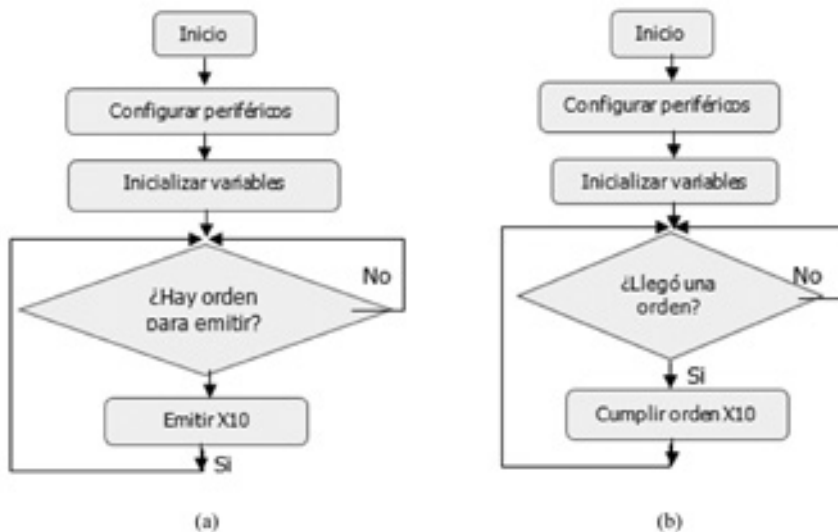 Inicio
Configurar periféricos
Inicializar variables
¿Hay orden
para emitir?
No
Emitir X10
Si
(a)
Inicio
Configurar periféricos
Inicializar variables
¿Llegó una
orden?
No
Si
Cumplir orden X10
(b)